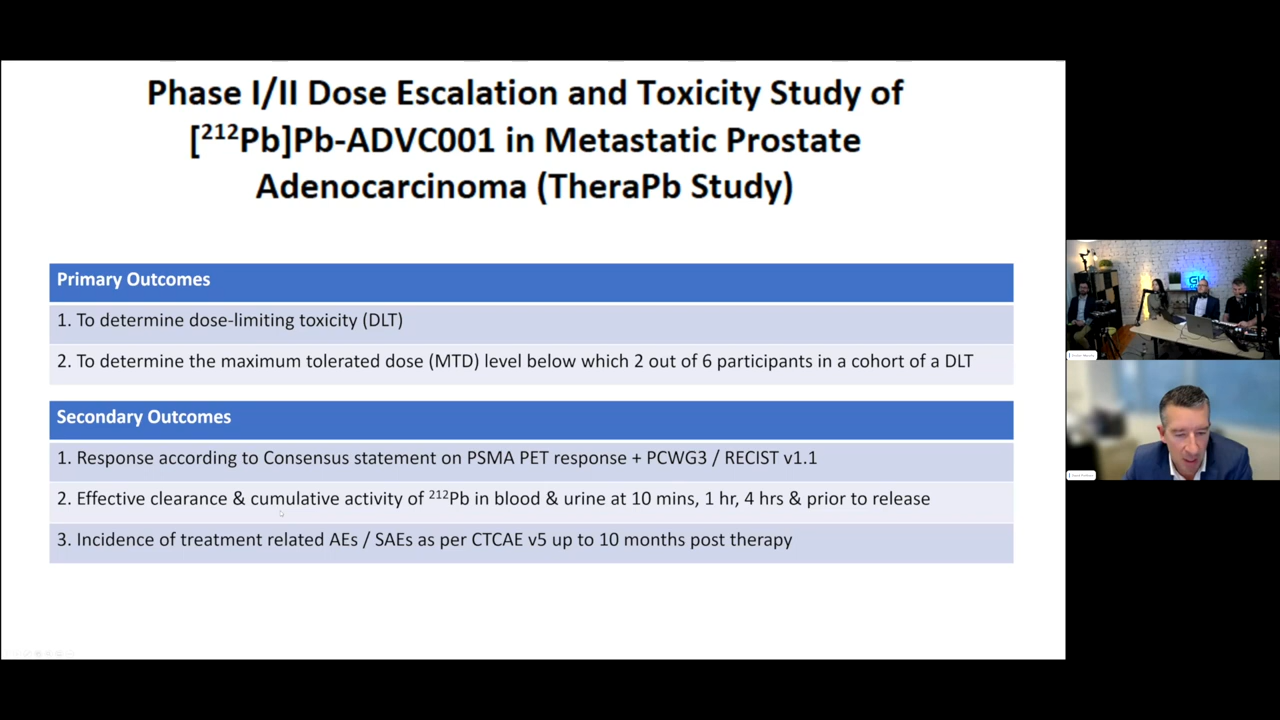 Phase I/II Dose Escalation and Toxicity Study of
[²¹²Pb]Pb-ADVC001 in Metastatic Prostate
Adenocarcinoma (TheraPb Study)
Primary Outcomes
1. To determine dose-limiting toxicity (DLT)
2. To determine the maximum tolerated dose (MTD) level below which 2 out of 6 participants in a cohort of a DLT
Secondary Outcomes
1. Response according to Consensus statement on PSMA PET response + PCWG3 / RECIST v1.1
2. Effective clearance & cumulative activity of ²¹²Pb in blood & urine at 10 mins, 1 hr, 4 hrs & prior to release
3. Incidence of treatment related AEs / SAEs as per CTCAE v5 up to 10 months post therapy